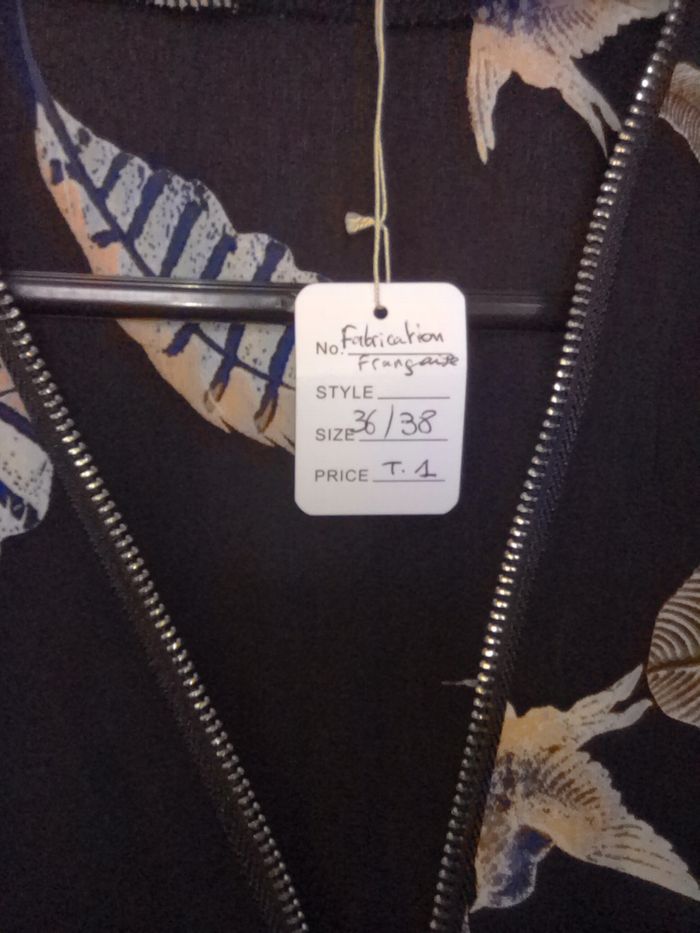 No. Fabrication
Française
STYLE
SIZE 36/38
PRICE T. 1